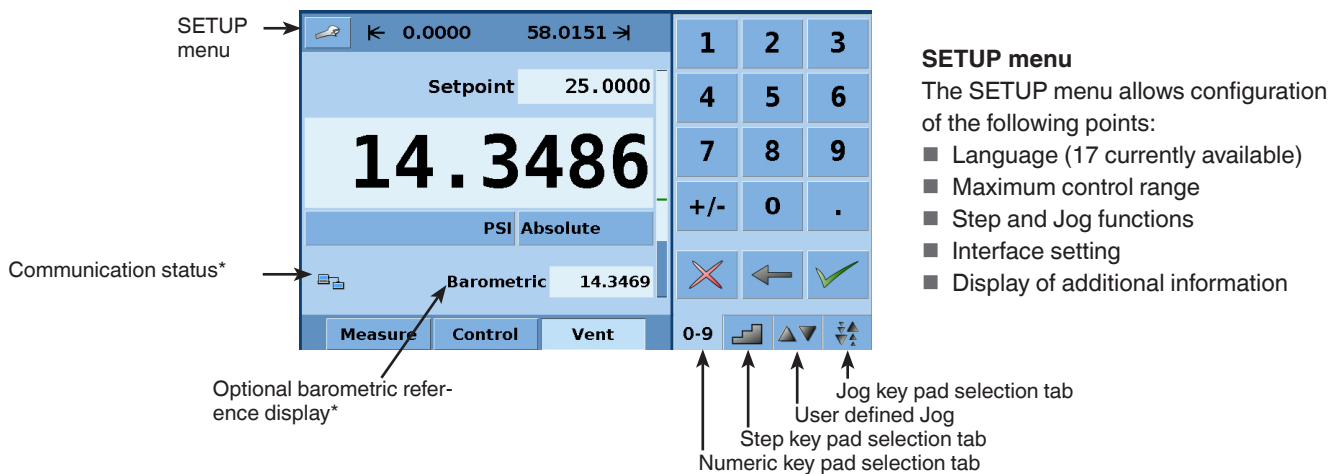 SETUP
menu
0.0000 58.0151
Setpoint 25.0000
14.3486
PSI Absolute
Communication status*
Barometric 14.3469
Measure Control Vent
1 2 3
4 5 6
7 8 9
+/- 0 .
0-9
Optional barometric refer-
ence display*
Jog key pad selection tab
User defined Jog
Step key pad selection tab
Numeric key pad selection tab
SETUP menu
The SETUP menu allows configuration
of the following points:
■ Language (17 currently available)
■ Maximum control range
■ Step and Jog functions
■ Interface setting
■ Display of additional information